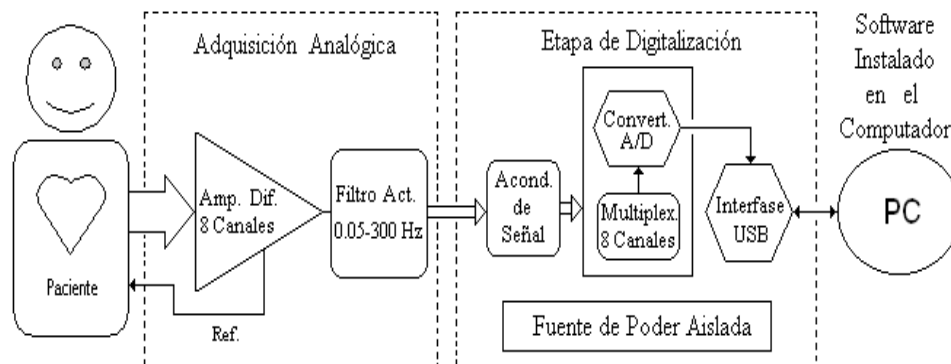 Adquisición Analógica
Etapa de Digitalización
Software
Instalado
en el
Computador
Paciente
Amp. Dif.
8 Canales
Ref.
Filtro Act.
0.05-300 Hz
Acond.
de
Señal
Convert.
A/D
Multiplex.
8 Canales
Interfase
USB
PC
Fuente de Poder Aislada